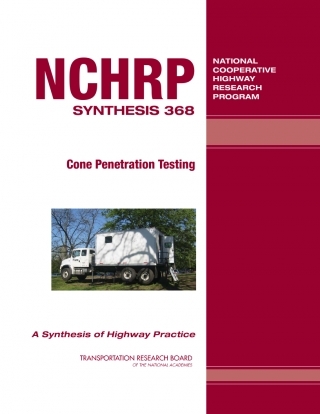 NCHRP
SYNTHESIS 368
NATIONAL
COOPERATIVE
HIGHWAY
RESEARCH
PROGRAM
Cone Penetration Testing
A Synthesis of Highway Practice
TRANSPORTATION RESEARCH BOARD
OF THE NATIONAL ACADEMIES